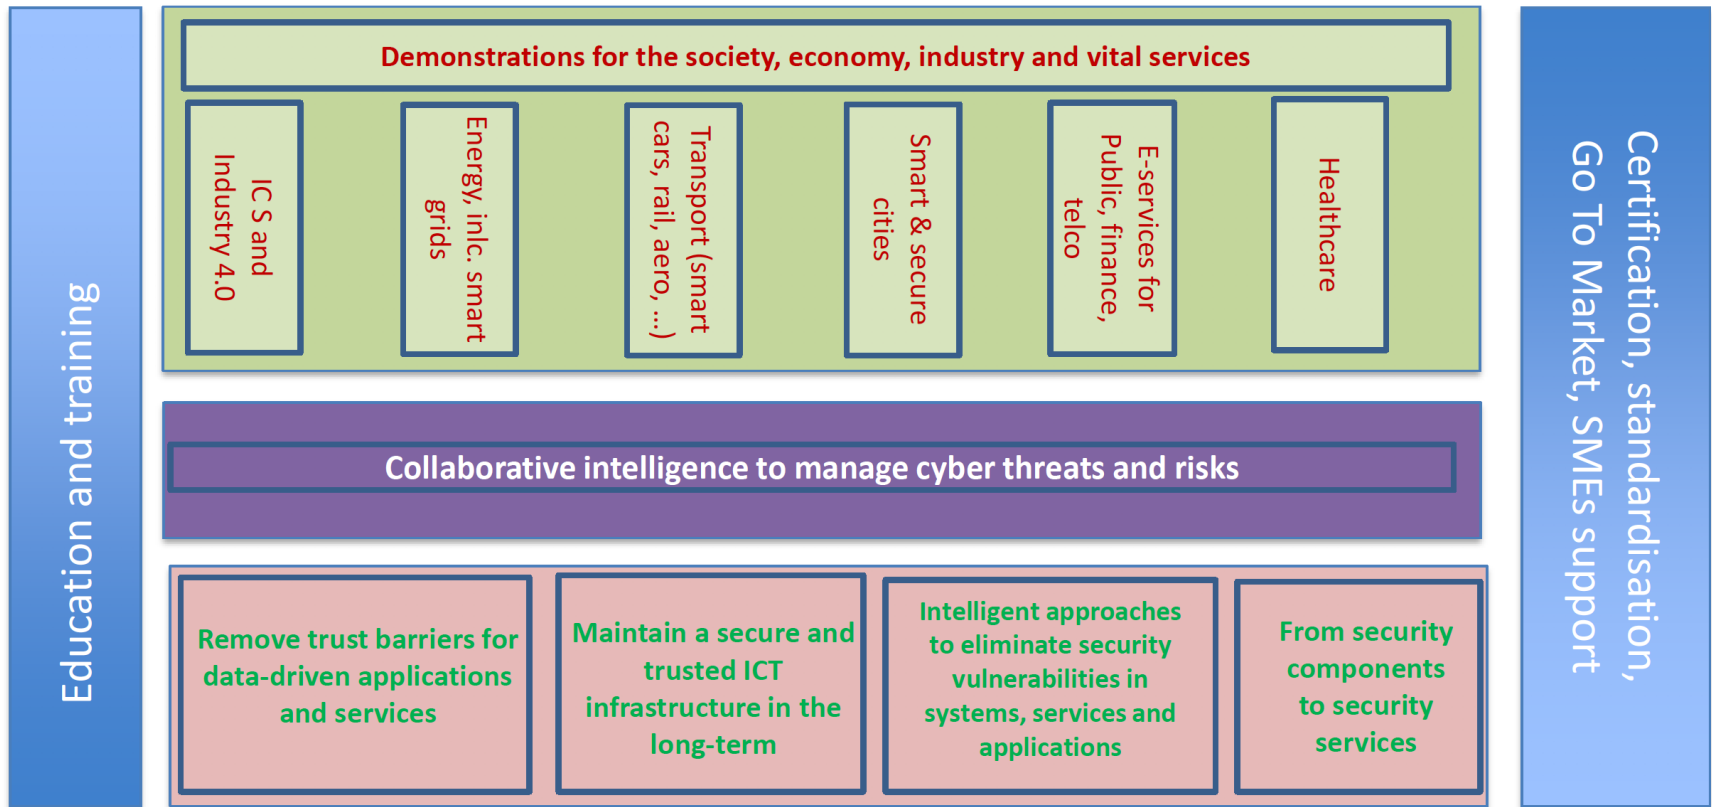 Education and training
Demonstrations for the society, economy, industry and vital services
IC S and
Industry 4.0
Energy, inlc. smart
grids
Transport (smart
cars, rail, aero, ...)
Smart & secure
cities
E-services for
Public, finance,
telco
Healthcare
Collaborative intelligence to manage cyber threats and risks
Remove trust barriers for
data-driven applications
and services
Maintain a secure and
trusted ICT
infrastructure in the
long-term
Intelligent approaches
to eliminate security
vulnerabilities in
systems, services and
applications
From security
components
to security
services
Certification, standardisation,
Go To Market, SMEs support